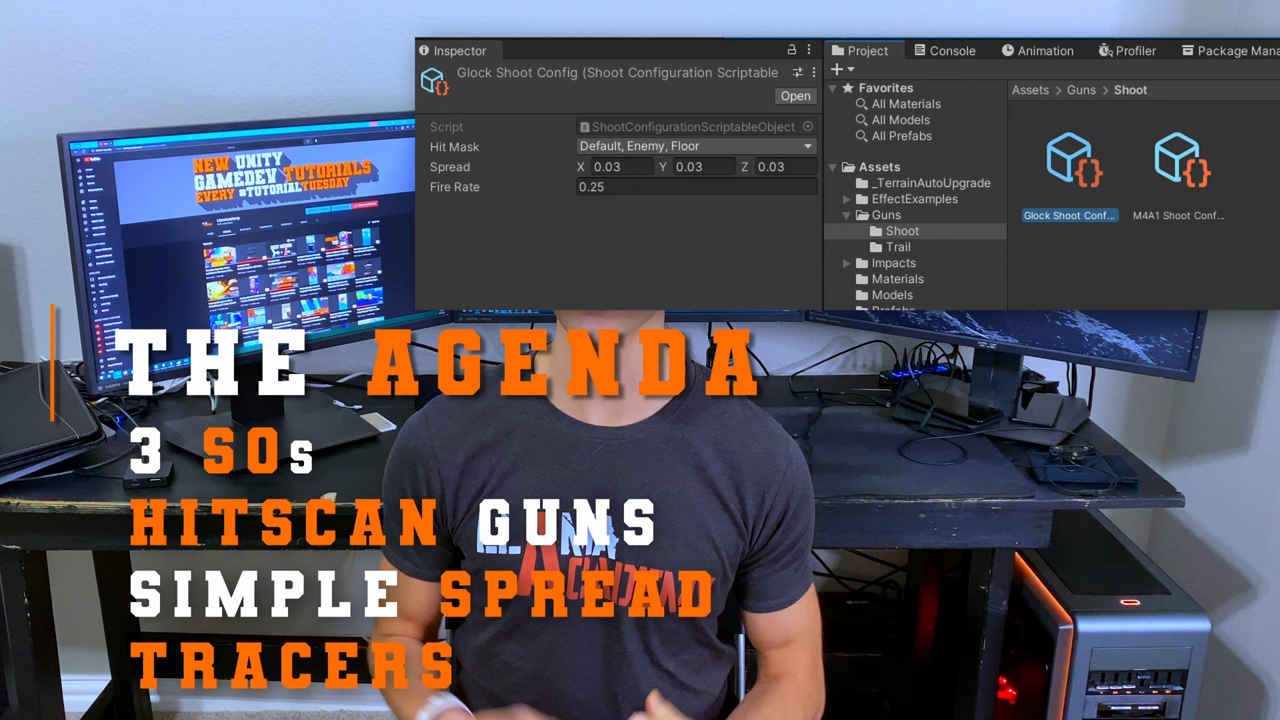 Inspector
Glock Shoot Config (Shoot Configuration Scriptable
Open
Script ShootConfigurationScriptableObject
Hit Mask Default, Enemy, Floor
Spread X 0.03 Y 0.03 Z 0.03
Fire Rate 0.25
Project Console Animation Profiler Package Mana
Favorites
All Materials
All Models
All Prefabs
Assets
_TerrainAutoUpgrade
EffectExamples
Guns
Shoot
Trail
Impacts
Materials
Models
Assets > Guns > Shoot
Glock Shoot Conf...
M4A1 Shoot Conf...
NEW UNITY
GAMEDEV TUTORIALS
EVERY #TUTORIALTUESDAY
THE AGENDA
3 SOs
HITSCAN GUNS
SIMPLE SPREAD
TRACERS